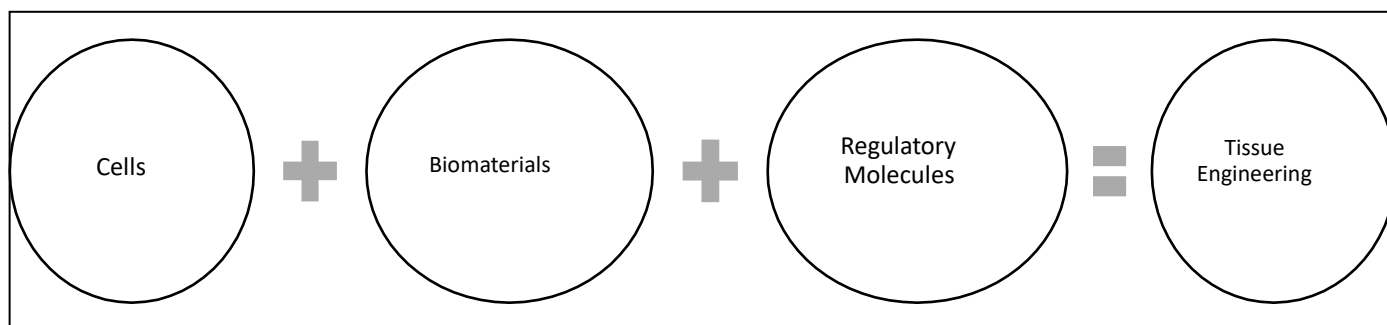 Cells
Biomaterials
Regulatory
Molecules
Tissue
Engineering